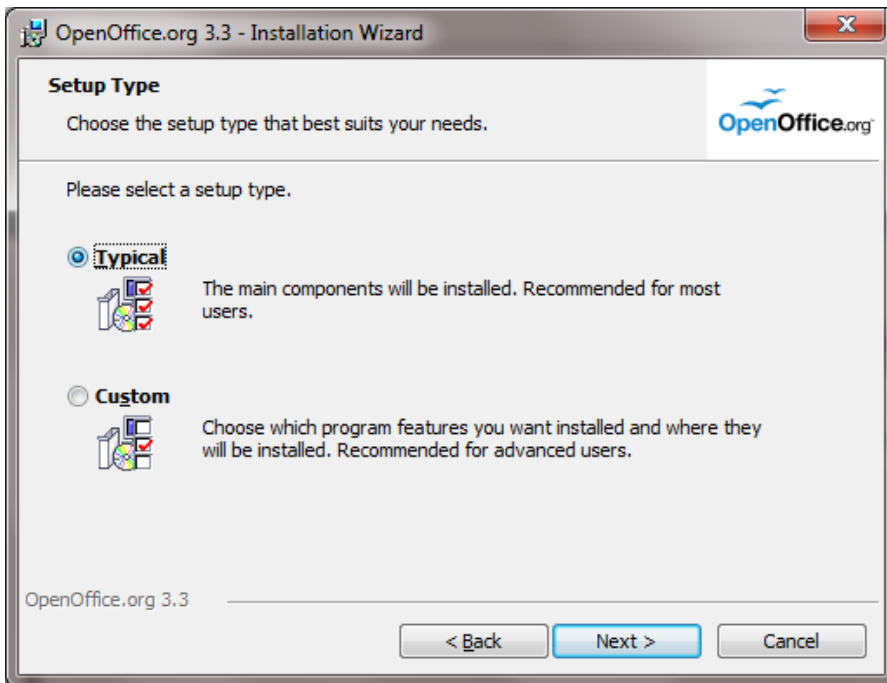 OpenOffice.org 3.3 - Installation Wizard
Setup Type
Choose the setup type that best suits your needs.
OpenOffice.org
Please select a setup type.
Typical
The main components will be installed. Recommended for most
users.
Custom
Choose which program features you want installed and where they
will be installed. Recommended for advanced users.
OpenOffice.org 3.3
< Back Next > Cancel